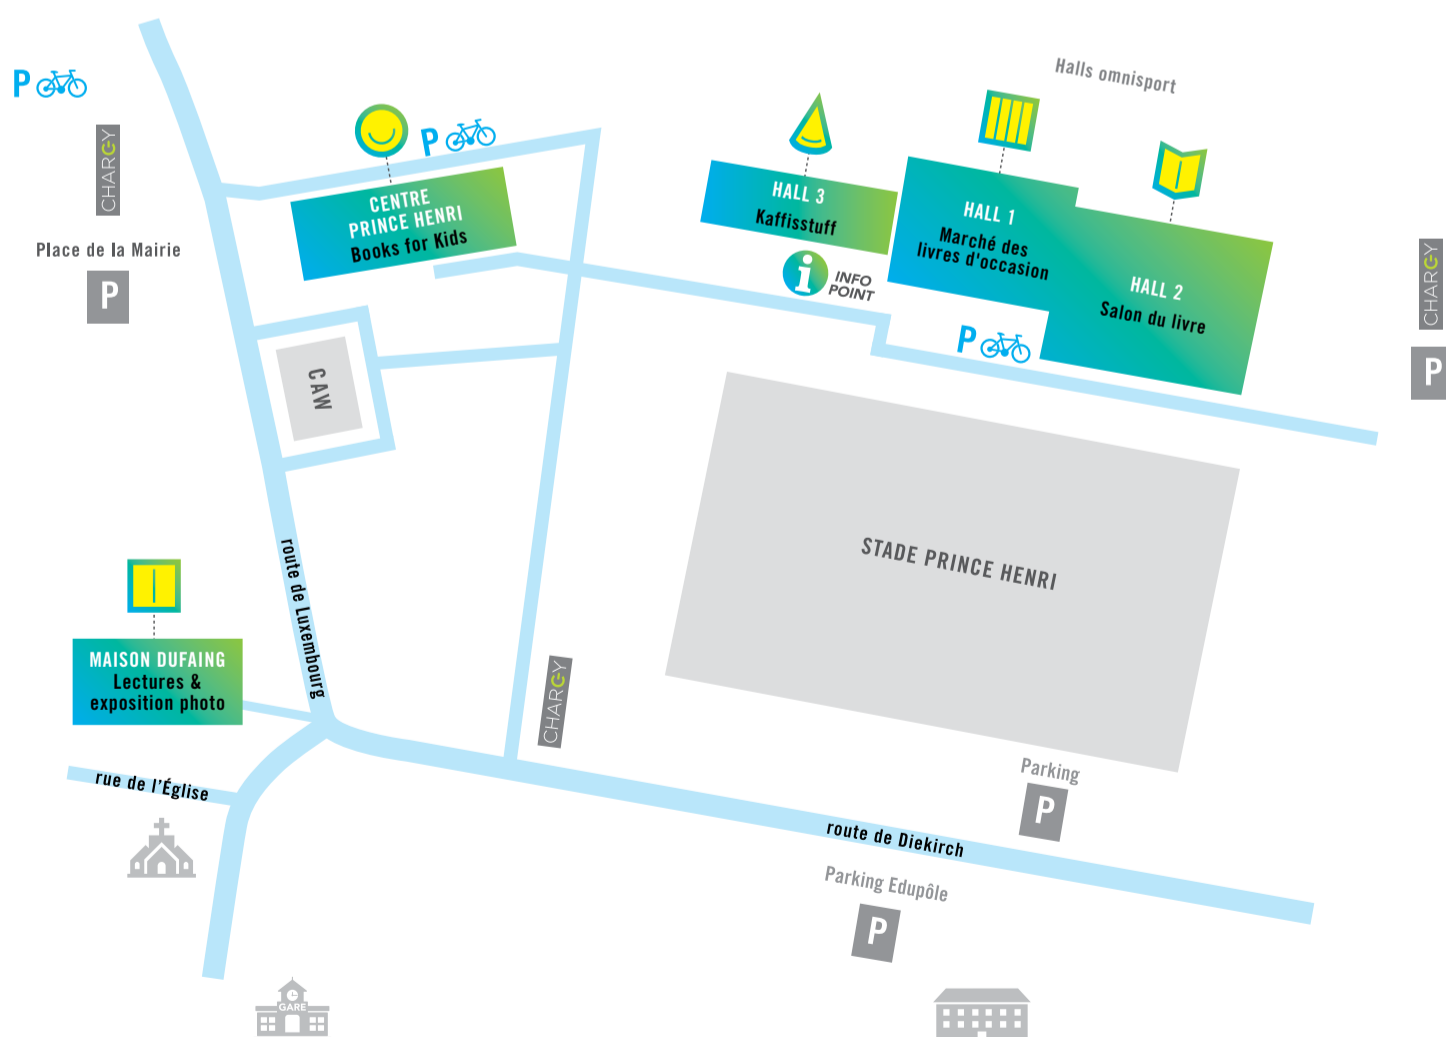 Halls omnisport
P
CHARGY
P
CENTRE
PRINCE HENRI
Books for Kids
HALL 3
Kaffisstuff
HALL 1
Marché des
livres d'occasion
HALL 2
Salon du livre
Place de la Mairie
P
i
INFO
POINT
P
CHARGY
P
CAW
STADE PRINCE HENRI
route de Luxembourg
MAISON DUFAING
Lectures &
exposition photo
CHARGY
rue de l'Église
Parking
P
route de Diekirch
Parking Edupôle
P
GARE